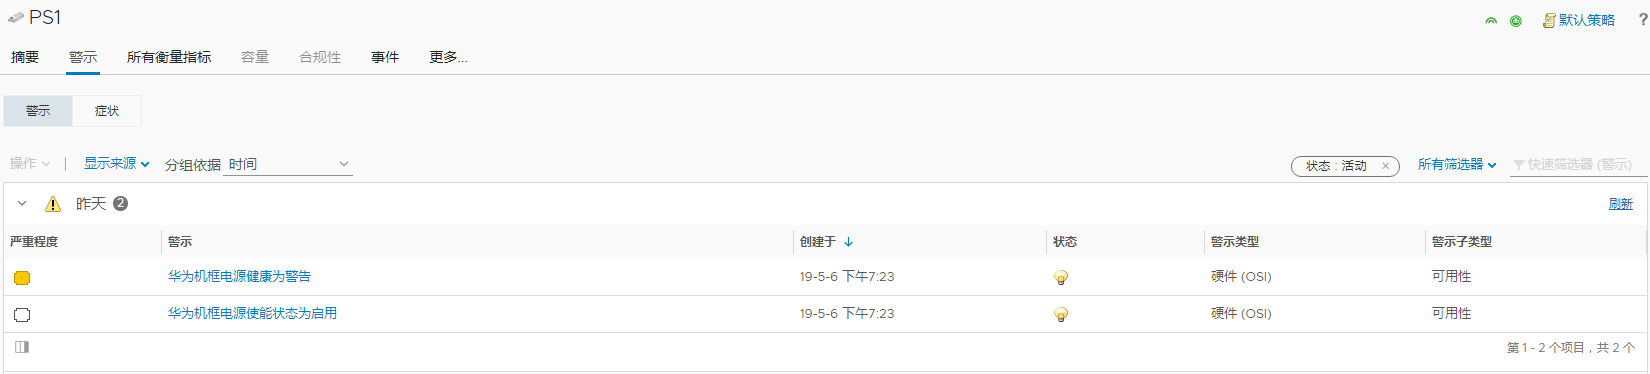 PS1
默认策略 ?
摘要 警示 所有衡量指标 容量 合规性 事件 更多...
警示 症状
操作 | 显示来源 分组依据 时间 状态 : 活动 × 所有筛选器 快速筛选器 (警示)
昨天 2 刷新
严重程度 警示 创建于 状态 警示类型 警示子类型
华为机框电源健康为警告 19-5-6 下午7:23 硬件 (OSI) 可用性
华为机框电源使能状态为启用 19-5-6 下午7:23 硬件 (OSI) 可用性
第 1 - 2 个项目 , 共 2 个